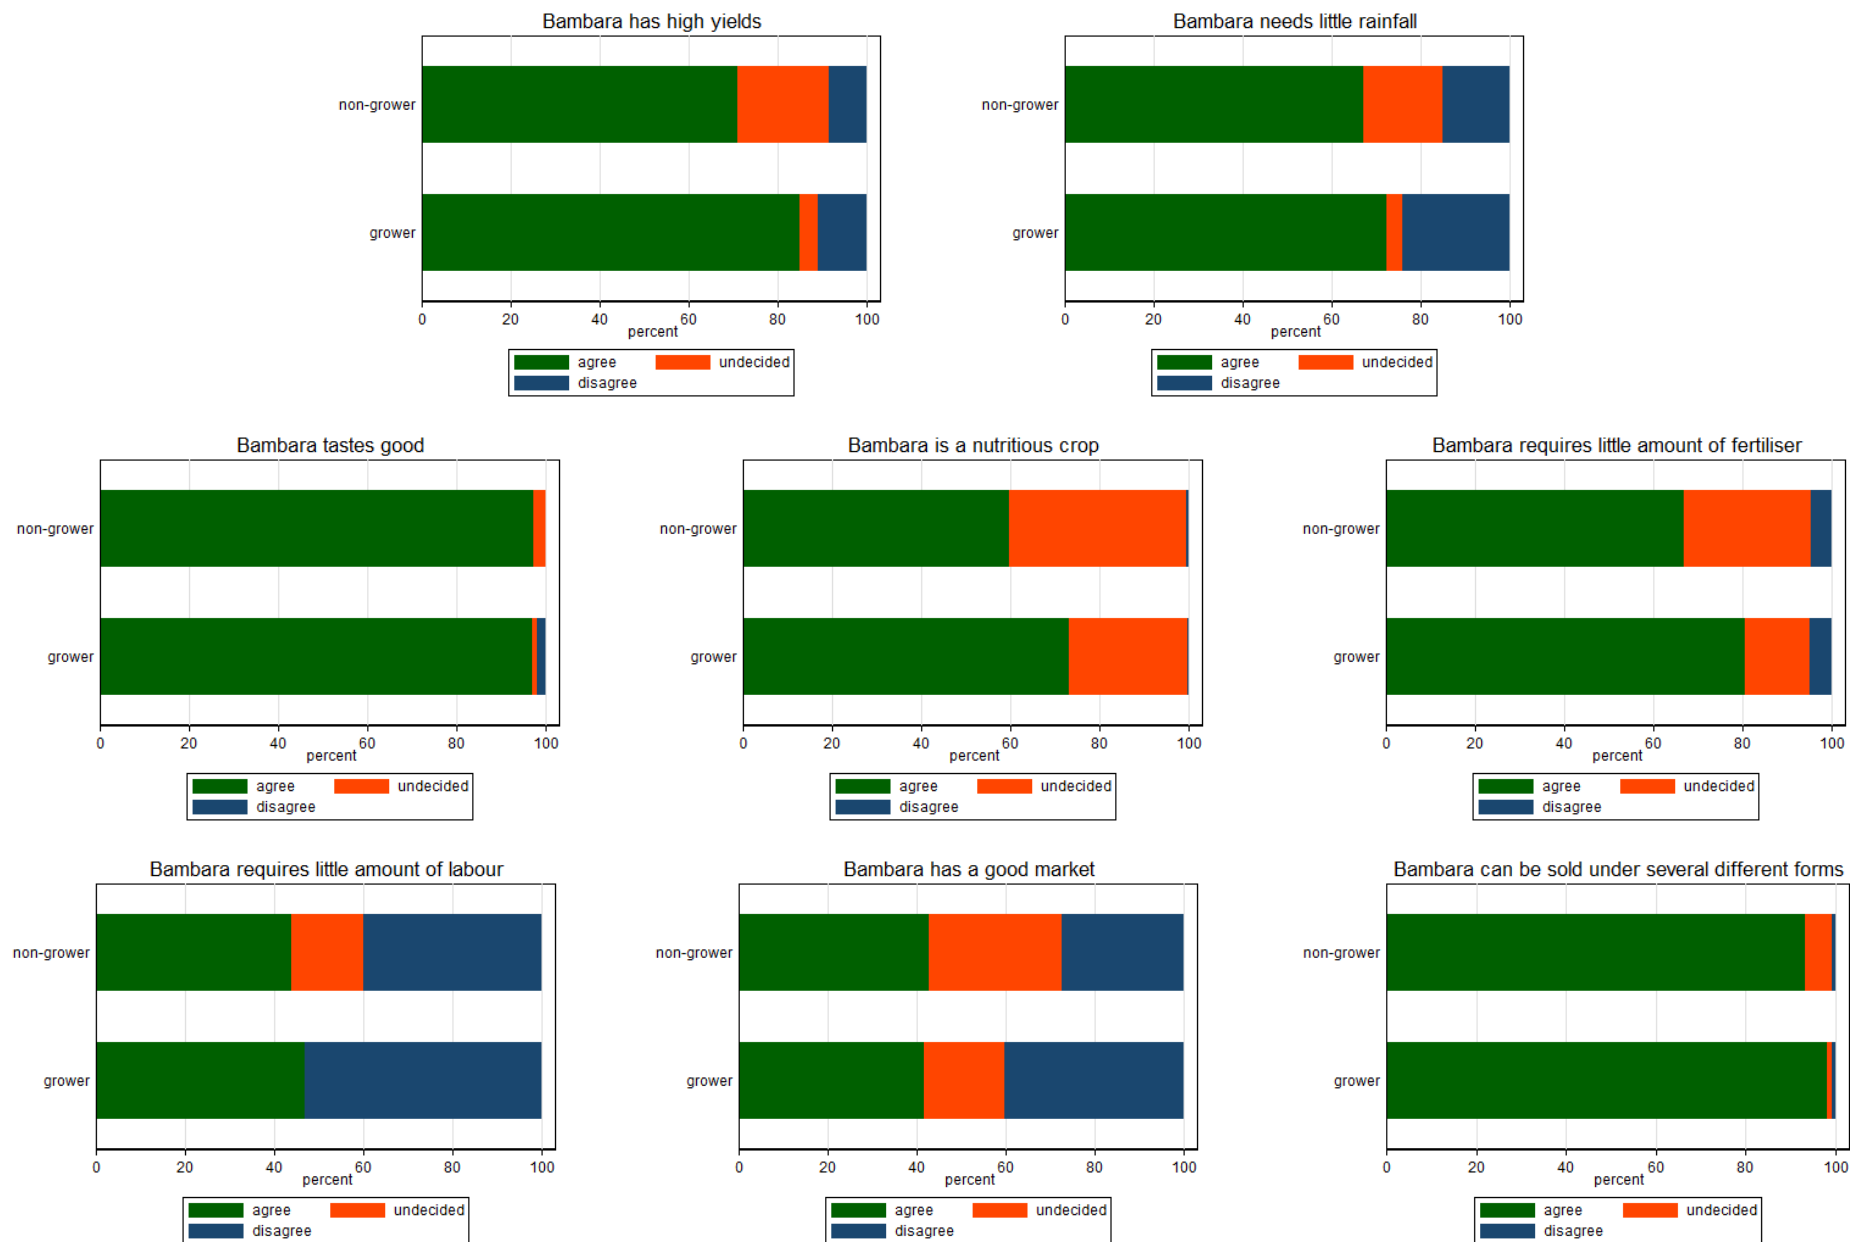 Bambara has high yields
non-grower
grower
0 20 40 60 80 100
percent
agree undecided
disagree
Bambara needs little rainfall
non-grower
grower
0 20 40 60 80 100
percent
agree undecided
disagree
Bambara tastes good
non-grower
grower
0 20 40 60 80 100
percent
agree undecided
disagree
Bambara is a nutritious crop
non-grower
grower
0 20 40 60 80 100
percent
agree undecided
disagree
Bambara requires little amount of fertiliser
non-grower
grower
0 20 40 60 80 100
percent
agree undecided
disagree
Bambara requires little amount of labour
non-grower
grower
0 20 40 60 80 100
percent
agree undecided
disagree
Bambara has a good market
non-grower
grower
0 20 40 60 80 100
percent
agree undecided
disagree
Bambara can be sold under several different forms
non-grower
grower
0 20 40 60 80 100
percent
agree undecided
disagree